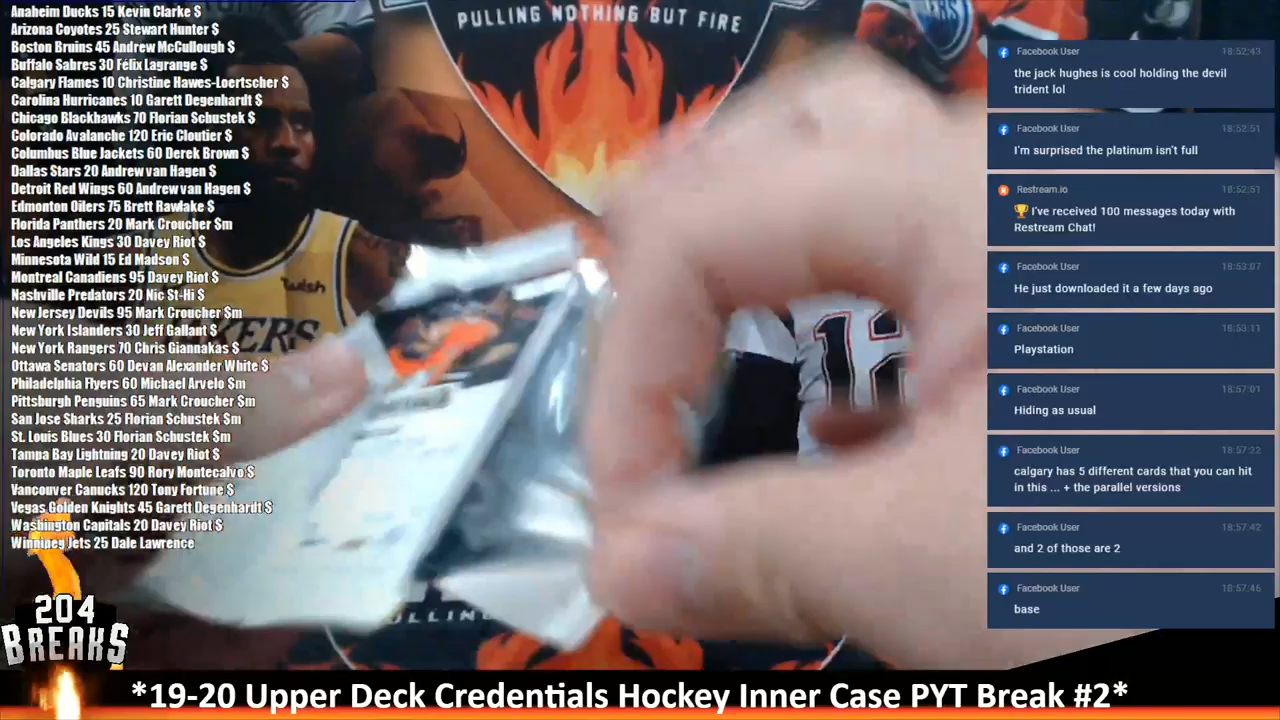 Anaheim Ducks 15 Kevin Clarke $
Arizona Coyotes 25 Stewart Hunter $
Boston Bruins 45 Andrew McCullough $
Buffalo Sabres 30 Félix Lagrange $
Calgary Flames 10 Christine Hawes-Loertscher $
Carolina Hurricanes 10 Garett Degenhardt $
Chicago Blackhawks 70 Florian Schustek $
Colorado Avalanche 120 Eric Cloutier $
Columbus Blue Jackets 60 Derek Brown $
Dallas Stars 20 Andrew van Hagen $
Detroit Red Wings 60 Andrew van Hagen $
Edmonton Oilers 75 Brett Rawlake $
Florida Panthers 20 Mark Croucher $m
Los Angeles Kings 30 Davey Riot $
Minnesota Wild 15 Ed Madson $
Montreal Canadiens 95 Davey Riot $
Nashville Predators 20 Nic St-Hi $
New Jersey Devils 95 Mark Croucher $m
New York Islanders 30 Jeff Gallant $
New York Rangers 70 Chris Giannakas $
Ottawa Senators 60 Devan Alexander White $
Philadelphia Flyers 60 Michael Arvelo $m
Pittsburgh Penguins 65 Mark Croucher $m
San Jose Sharks 25 Florian Schustek $m
St. Louis Blues 30 Florian Schustek $m
Tampa Bay Lightning 20 Davey Riot $
Toronto Maple Leafs 90 Rory Montecalvo $
Vancouver Canucks 120 Tony Fortune $
Vegas Golden Knights 45 Garett Degenhardt $
Washington Capitals 20 Davey Riot $
Winnipeg Jets 25 Dale Lawrence
204
BREAKS
PULLING NOTHING BUT FIRE
wish
KERS
12
Facebook User 18:52:43
the jack hughes is cool holding the devil
trident lol
Facebook User 18:52:51
I'm surprised the platinum isn't full
Restream.io 18:52:51
🏆 I've received 100 messages today with
Restream Chat!
Facebook User 18:53:07
He just downloaded it a few days ago
Facebook User 18:53:11
Playstation
Facebook User 18:57:01
Hiding as usual
Facebook User 18:57:22
calgary has 5 different cards that you can hit
in this ... + the parallel versions
Facebook User 18:57:42
and 2 of those are 2
Facebook User 18:57:46
base
*19-20 Upper Deck Credentials Hockey Inner Case PYT Break #2*